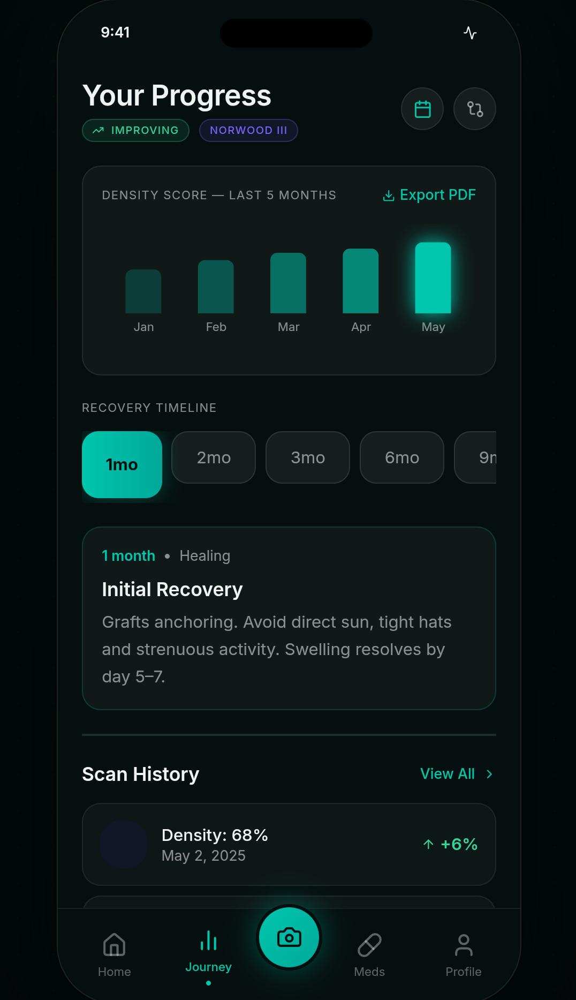 9:41
Your Progress
IMPROVING
NORWOOD III
DENSITY SCORE — LAST 5 MONTHS
Export PDF
Jan
Feb
Mar
Apr
May
RECOVERY TIMELINE
1mo
2mo
3mo
6mo
1 month • Healing
Initial Recovery
Grafts anchoring. Avoid direct sun, tight hats
and strenuous activity. Swelling resolves by
day 5–7.
Scan History
View All
Density: 68%
May 2, 2025
+6%
Home
Journey
Meds
Profile